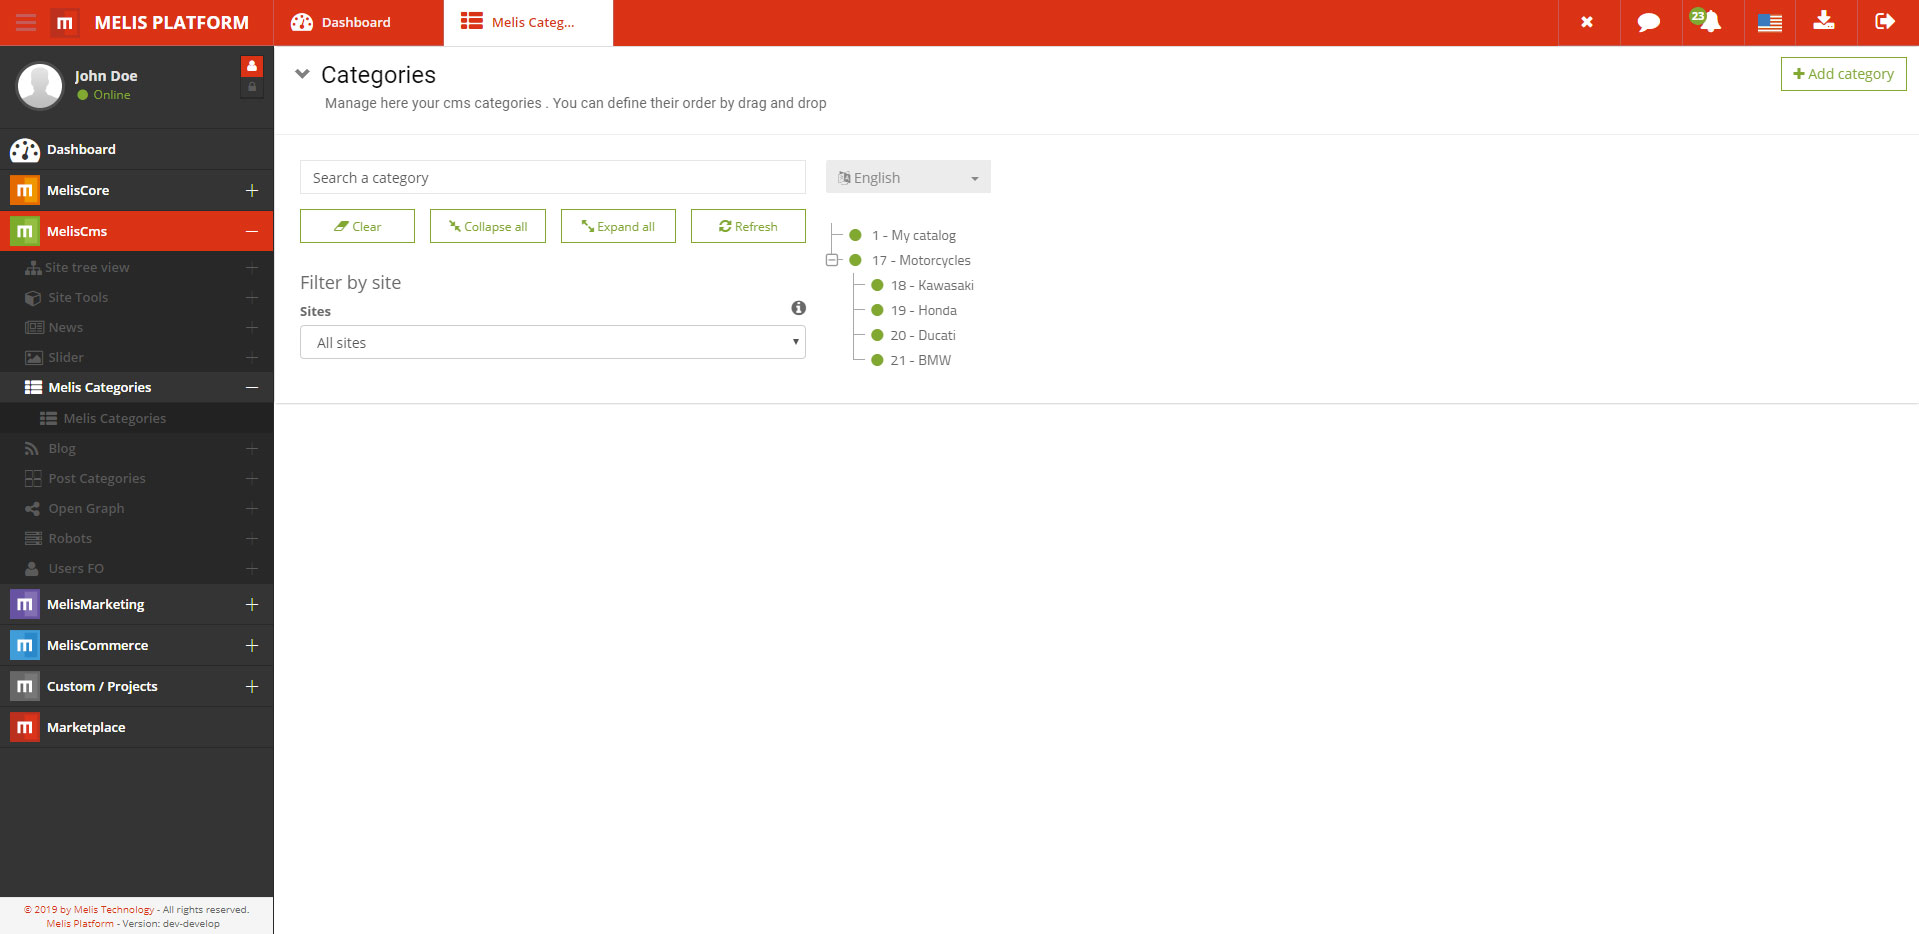 MELIS PLATFORM
Dashboard
Melis Categ...
23
John Doe
Online
Dashboard
MelisCore
MelisCms
Site tree view
Site Tools
News
Slider
Melis Categories
Melis Categories
Blog
Post Categories
Open Graph
Robots
Users FO
MelisMarketing
MelisCommerce
Custom / Projects
Marketplace
© 2019 by Melis Technology - All rights reserved.
Melis Platform - Version: dev-develop
Categories
Manage here your cms categories . You can define their order by drag and drop
Add category
Search a category
Clear
Collapse all
Expand all
Refresh
Filter by site
Sites
All sites
English
1 - My catalog
17 - Motorcycles
18 - Kawasaki
19 - Honda
20 - Ducati
21 - BMW